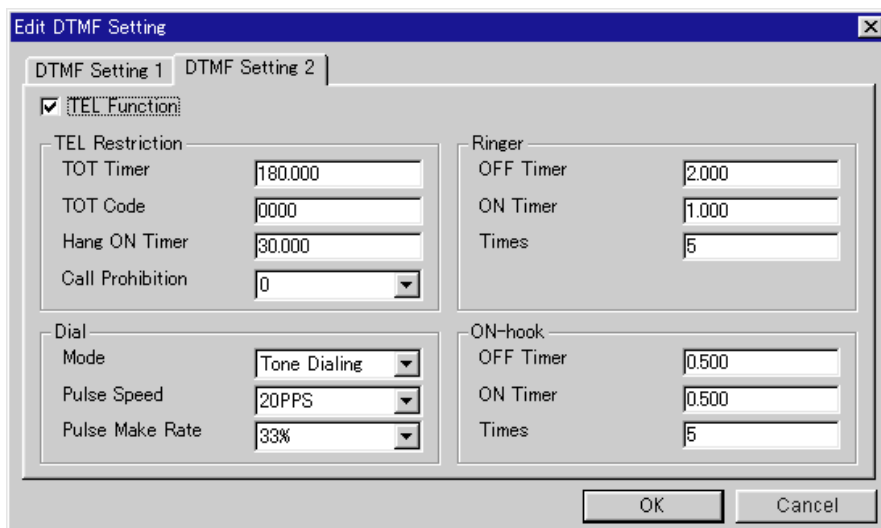 Edit DTMF Setting
DTMF Setting 1
DTMF Setting 2
TEL Function
TEL Restriction
TOT Timer 180.000
TOT Code 0000
Hang ON Timer 30.000
Call Prohibition 0
Ringer
OFF Timer 2.000
ON Timer 1.000
Times 5
Dial
Mode Tone Dialing
Pulse Speed 20PPS
Pulse Make Rate 33%
ON-hook
OFF Timer 0.500
ON Timer 0.500
Times 5
OK
Cancel